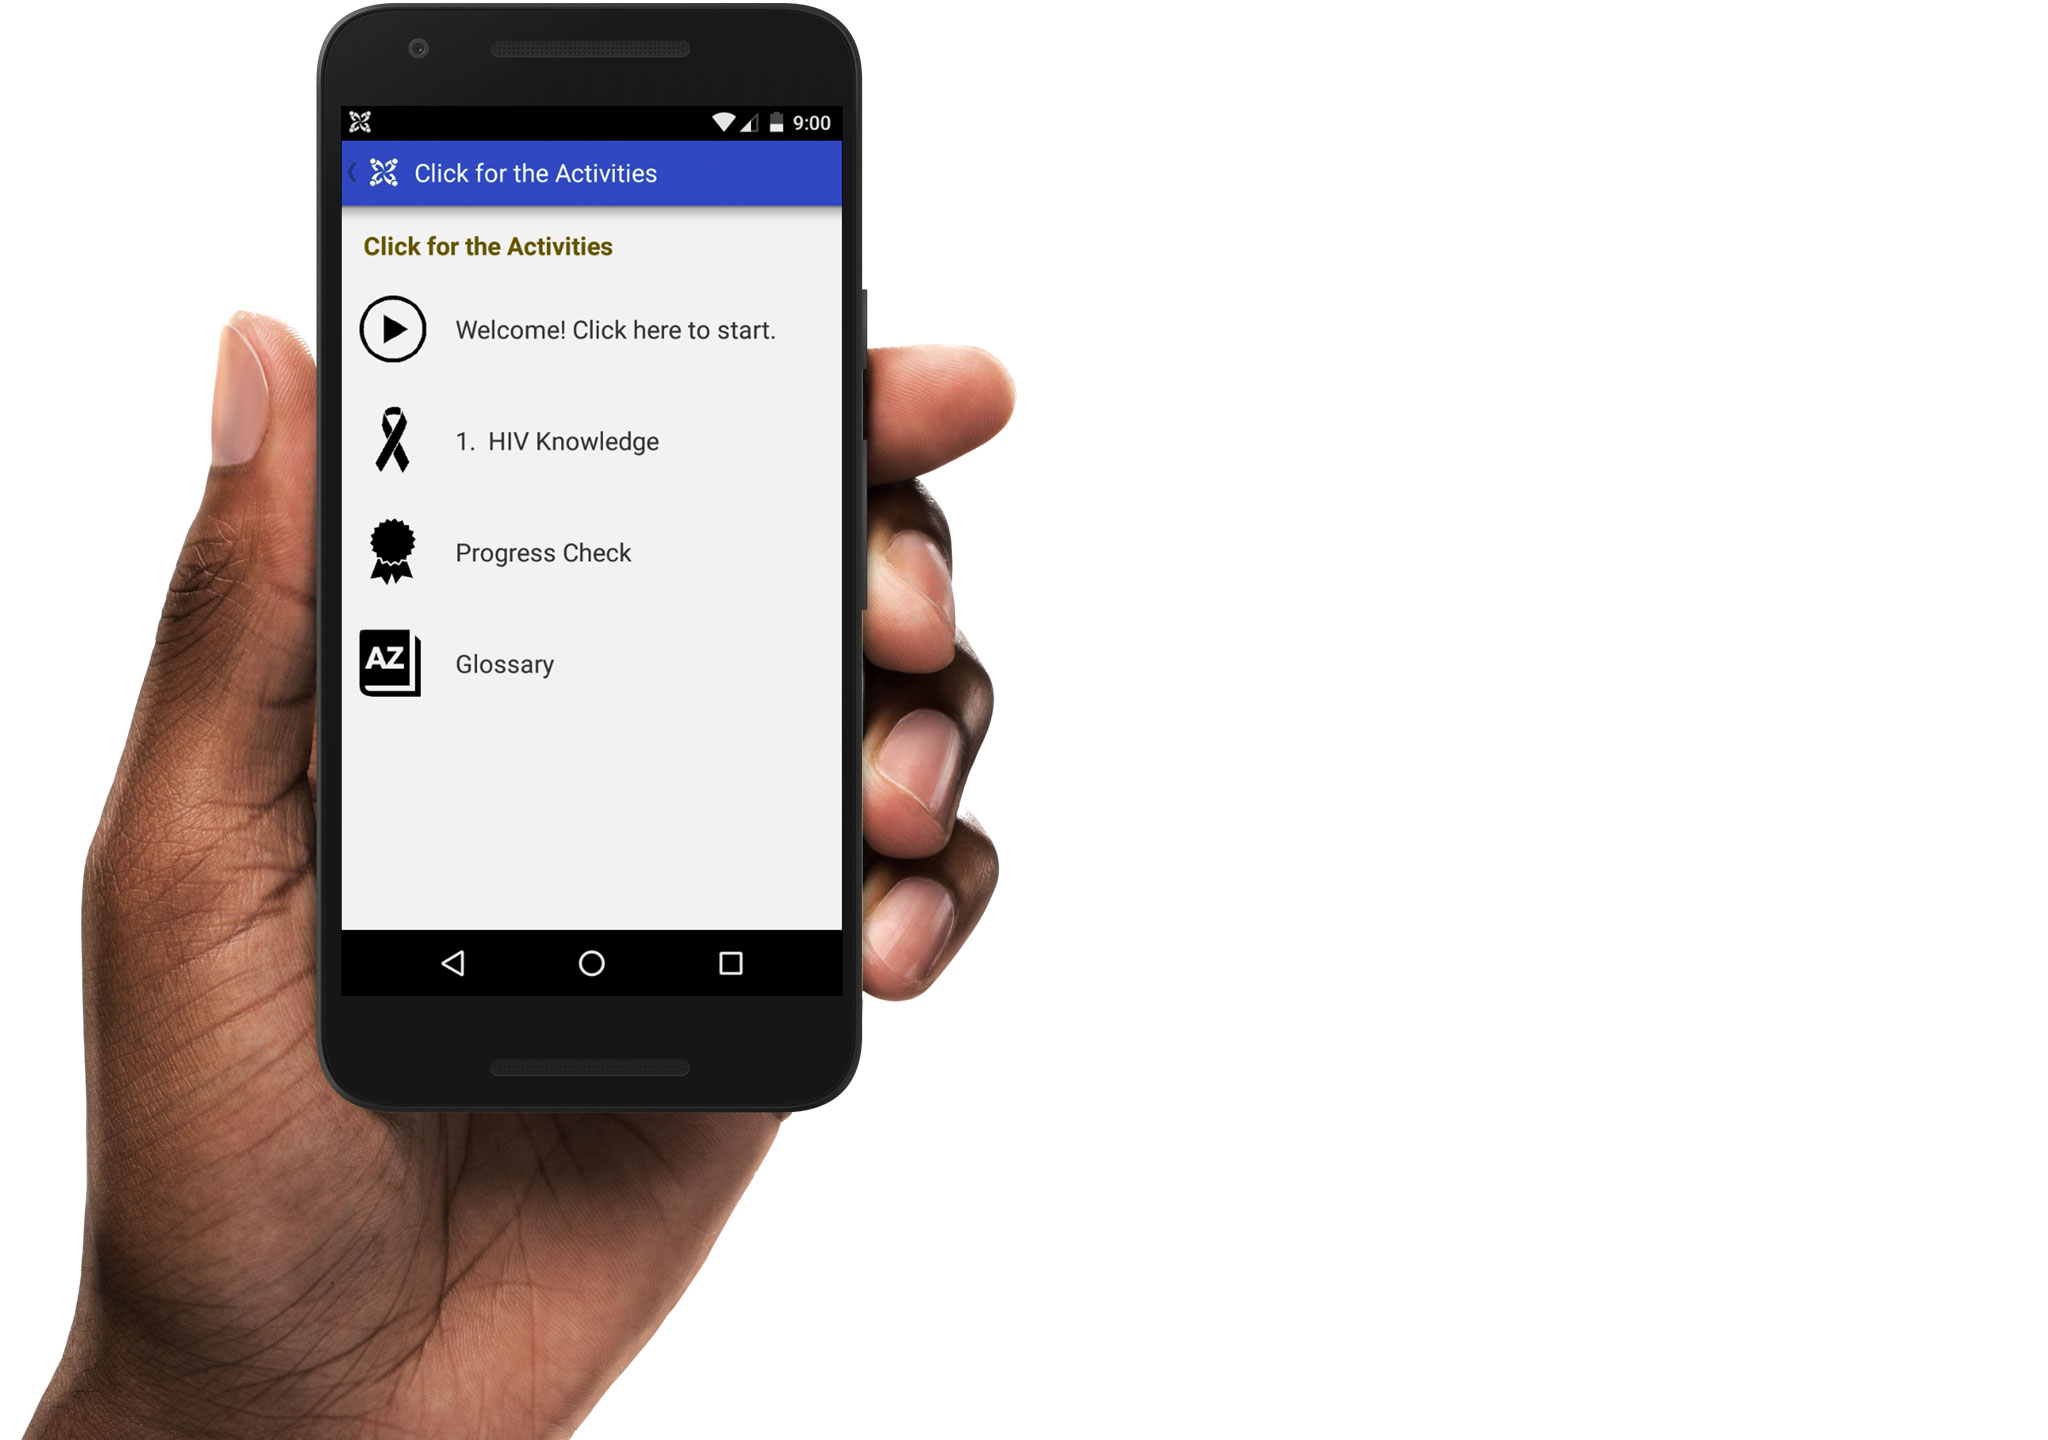 9:00
Click for the Activities
Click for the Activities
Welcome! Click here to start.
1. HIV Knowledge
Progress Check
AZ
Glossary